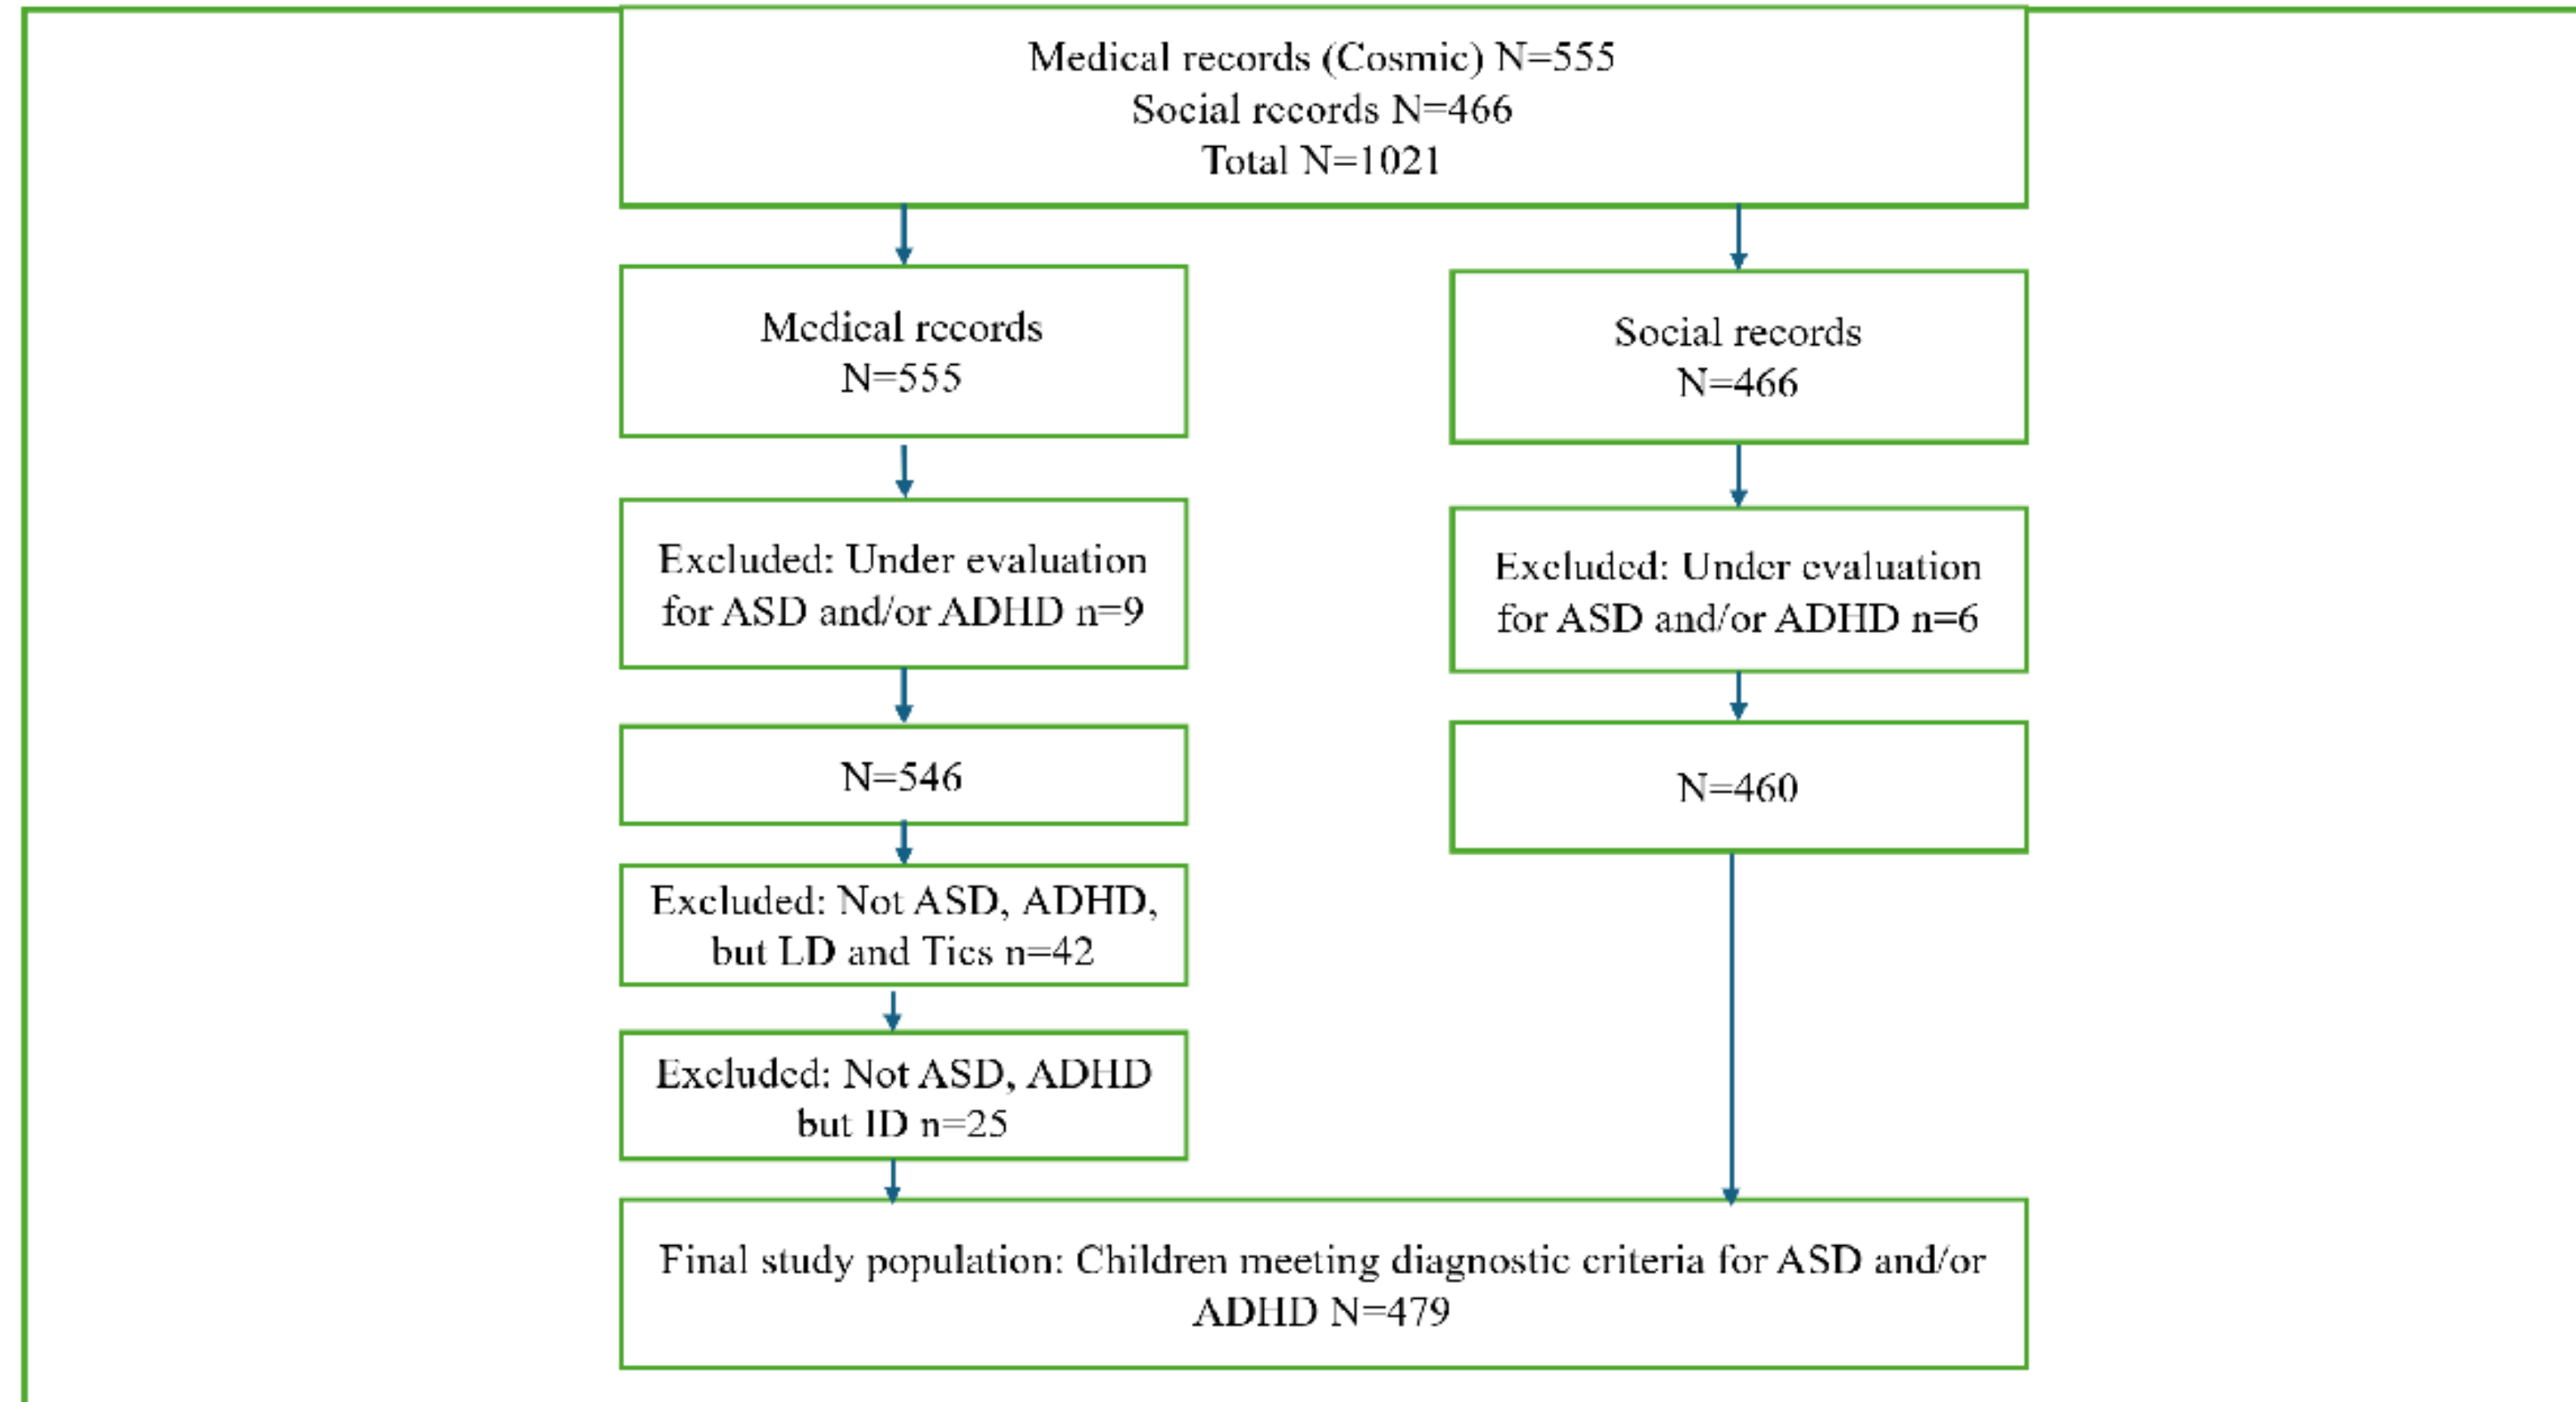 Medical records (Cosmic) N=555
Social records N=466
Total N=1021
Medical records
N=555
Social records
N=466
Excluded: Under evaluation
for ASD and/or ADHD n=9
Excluded: Under evaluation
for ASD and/or ADHD n=6
N=546
N=460
Excluded: Not ASD, ADHD,
but LD and Tics n=42
Excluded: Not ASD, ADHD
but ID n=25
Final study population: Children meeting diagnostic criteria for ASD and/or
ADHD N=479